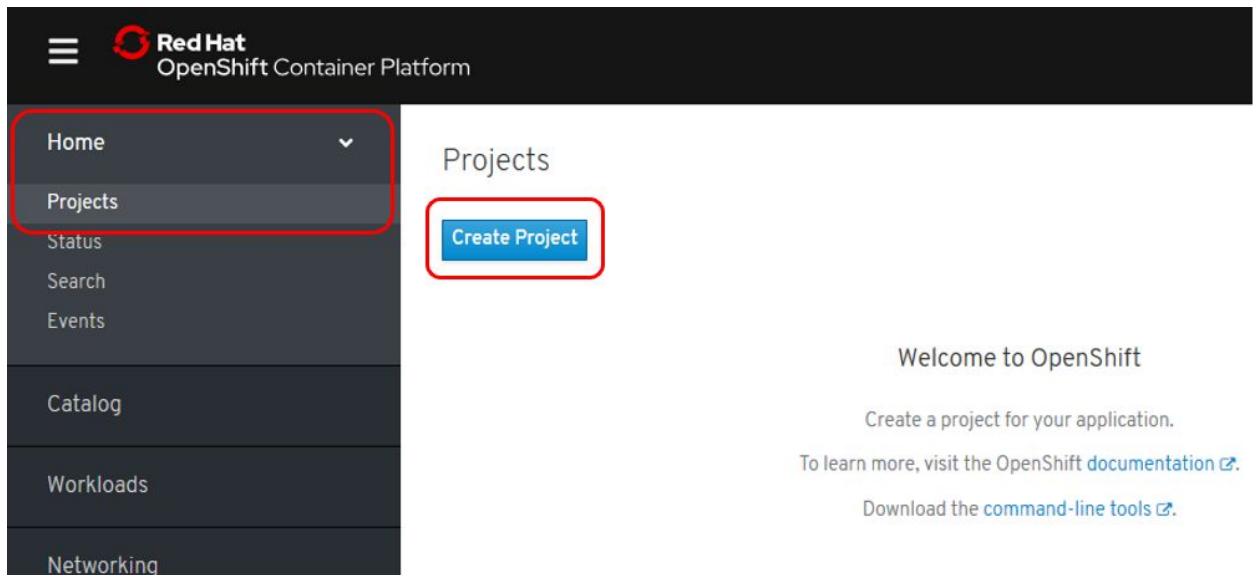 Red Hat
OpenShift Container Platform
Home
Projects
Status
Search
Events
Catalog
Workloads
Networking
Projects
Create Project
Welcome to OpenShift
Create a project for your application.
To learn more, visit the OpenShift documentation.
Download the command-line tools.